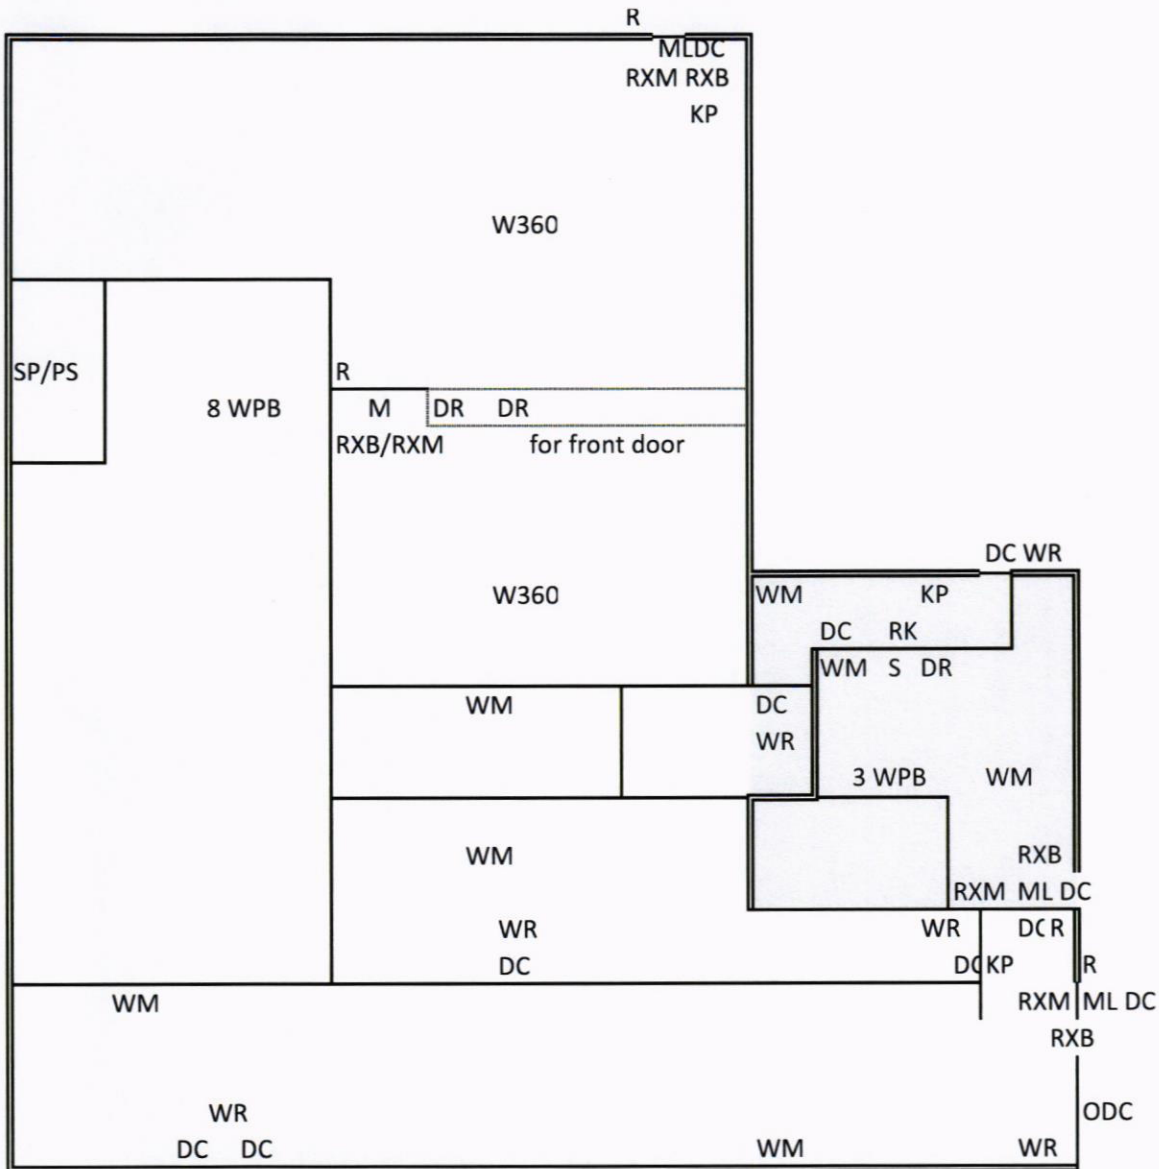 R
MLDC
RXM RXB
KP
W360
SP/PS
R
8 WPB
M DR DR
RXB/RXM for front door
DC WR
W360
WM KP
DC RK
WM S DR
WM
DC
WR
3 WPB WM
WM
RXB
RXM ML DC
WR
WR DC R
DC
DC KP R
WM
RXM ML DC
RXB
WR
ODC
DC DC
WM WR